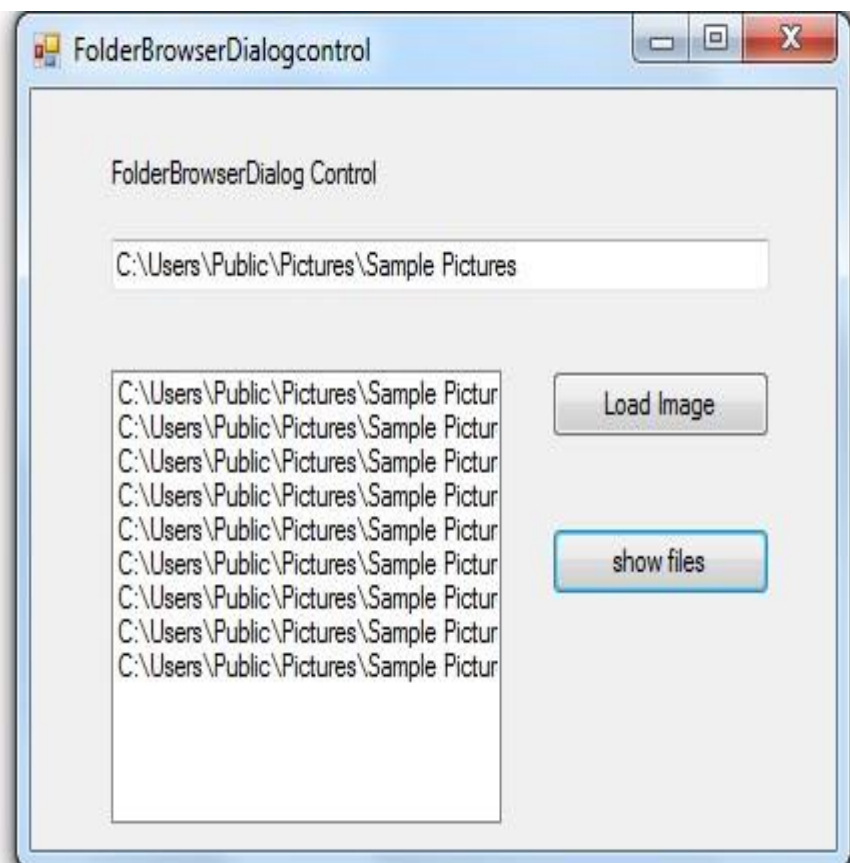 FolderBrowserDialogcontrol
FolderBrowserDialog Control
C:\Users\Public\Pictures\Sample Pictures
C:\Users\Public\Pictures\Sample Pictur
C:\Users\Public\Pictures\Sample Pictur
C:\Users\Public\Pictures\Sample Pictur
C:\Users\Public\Pictures\Sample Pictur
C:\Users\Public\Pictures\Sample Pictur
C:\Users\Public\Pictures\Sample Pictur
C:\Users\Public\Pictures\Sample Pictur
C:\Users\Public\Pictures\Sample Pictur
C:\Users\Public\Pictures\Sample Pictur
Load Image
show files